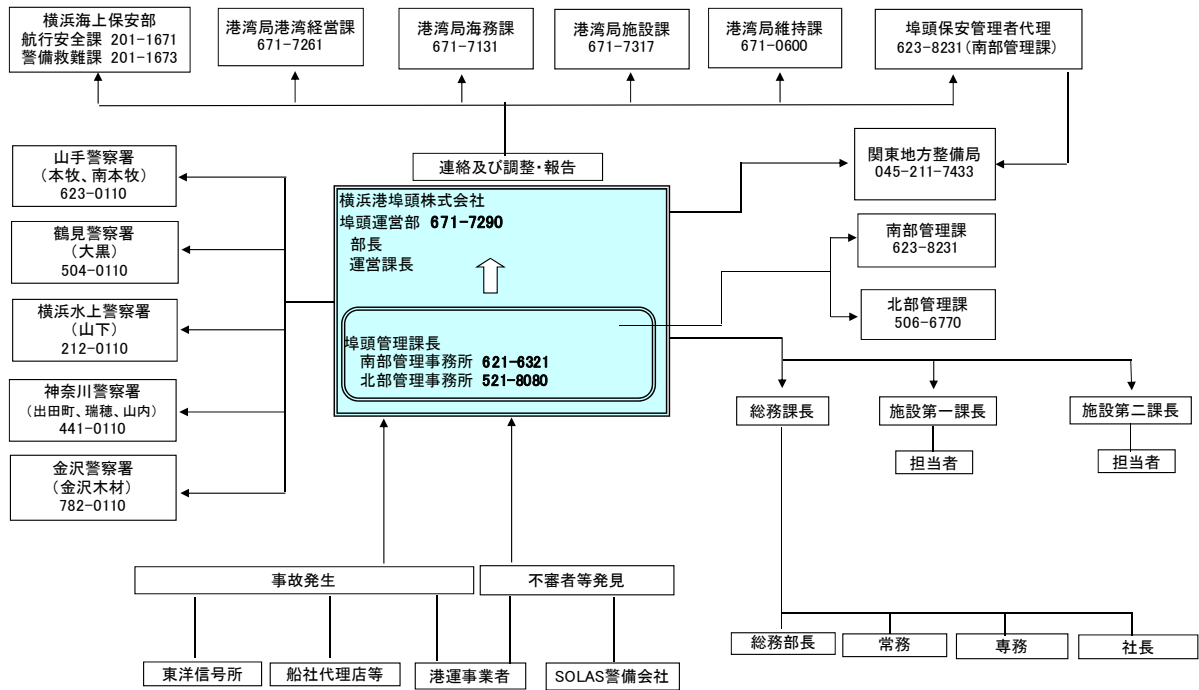 横浜海上保安部
航行安全課 201-1671
警備救難課 201-1673
港湾局港湾経営課
671-7261
港湾局海務課
671-7131
港湾局施設課
671-7317
港湾局維持課
671-0600
埠頭保安管理者代理
623-8231(南部管理課)
連絡及び調整・報告
山手警察署
(本牧、南本牧)
623-0110
鶴見警察署
(大黒)
504-0110
横浜水上警察署
(山下)
212-0110
神奈川警察署
(出田町、瑞穂、山内)
441-0110
金沢警察署
(金沢木材)
782-0110
横浜港埠頭株式会社
埠頭運営部 671-7290
部長
運営課長
埠頭管理課長
南部管理事務所 621-6321
北部管理事務所 521-8080
関東地方整備局
045-211-7433
南部管理課
623-8231
北部管理課
506-6770
総務課長
施設第一課長
施設第二課長
担当者
担当者
事故発生
不審者等発見
東洋信号所
船社代理店等
港運事業者
SOLAS警備会社
総務部長
常務
専務
社長